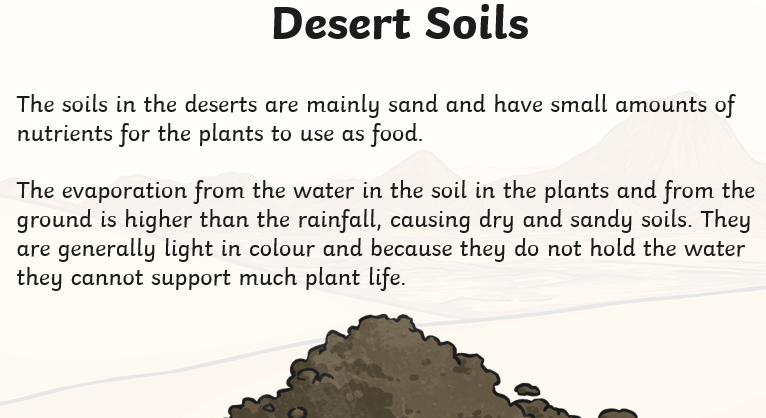 Desert Soils
The soils in the deserts are mainly sand and have small amounts of
nutrients for the plants to use as food.
The evaporation from the water in the soil in the plants and from the
ground is higher than the rainfall, causing dry and sandy soils. They
are generally light in colour and because they do not hold the water
they cannot support much plant life.